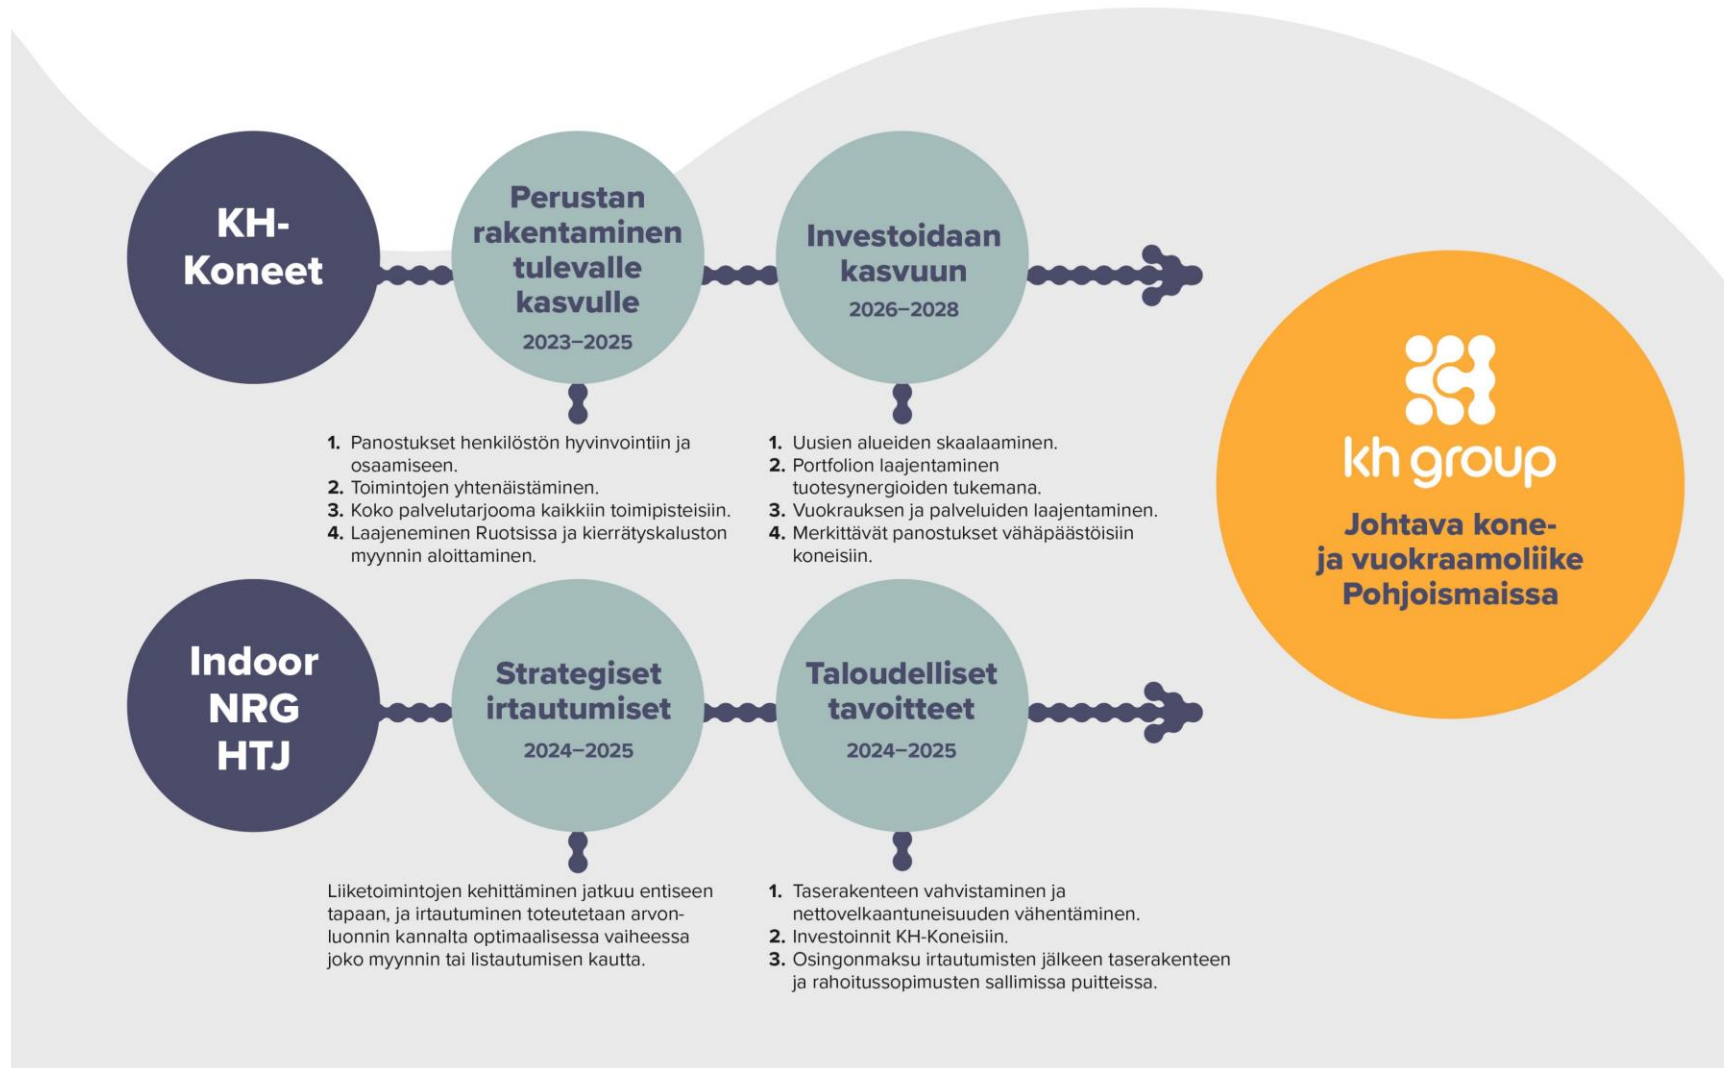 KH-
Koneet
Perustan
rakentaminen
tulevalle
kasvulle
2023–2025
Investoidaan
kasvuun
2026–2028
1. Panostukset henkilöstön hyvinvointiin ja
osaamiseen.
2. Toimintojen yhtenäistäminen.
3. Koko palvelutarjooma kaikkiin toimipisteisiin.
4. Laajeneminen Ruotsissa ja kierrätyskaluston
myynnin aloittaminen.
1. Uusien alueiden skaalaaminen.
2. Portfolion laajentaminen
tuotesynergioiden tukemana.
3. Vuokrauksen ja palveluiden laajentaminen.
4. Merkittävät panostukset vähäpäästöisiin
koneisiin.
kh group
Johtava kone-
ja vuokraamoliike
Pohjoismaissa
Indoor
NRG
HTJ
Strategiset
irtautumiset
2024–2025
Taloudelliset
tavoitteet
2024–2025
Liiketoimintojen kehittäminen jatkuu entiseen
tapaan, ja irtautuminen toteutetaan arvon-
luonnin kannalta optimaalisessa vaiheessa
joko myynnin tai listautumisen kautta.
1. Taserakenteen vahvistaminen ja
nettovelkaantuneisuuden vähentäminen.
2. Investoinnit KH-Koneisiin.
3. Osingonmaksu irtautumisten jälkeen taserakenteen
ja rahoitussopimusten sallimissa puitteissa.